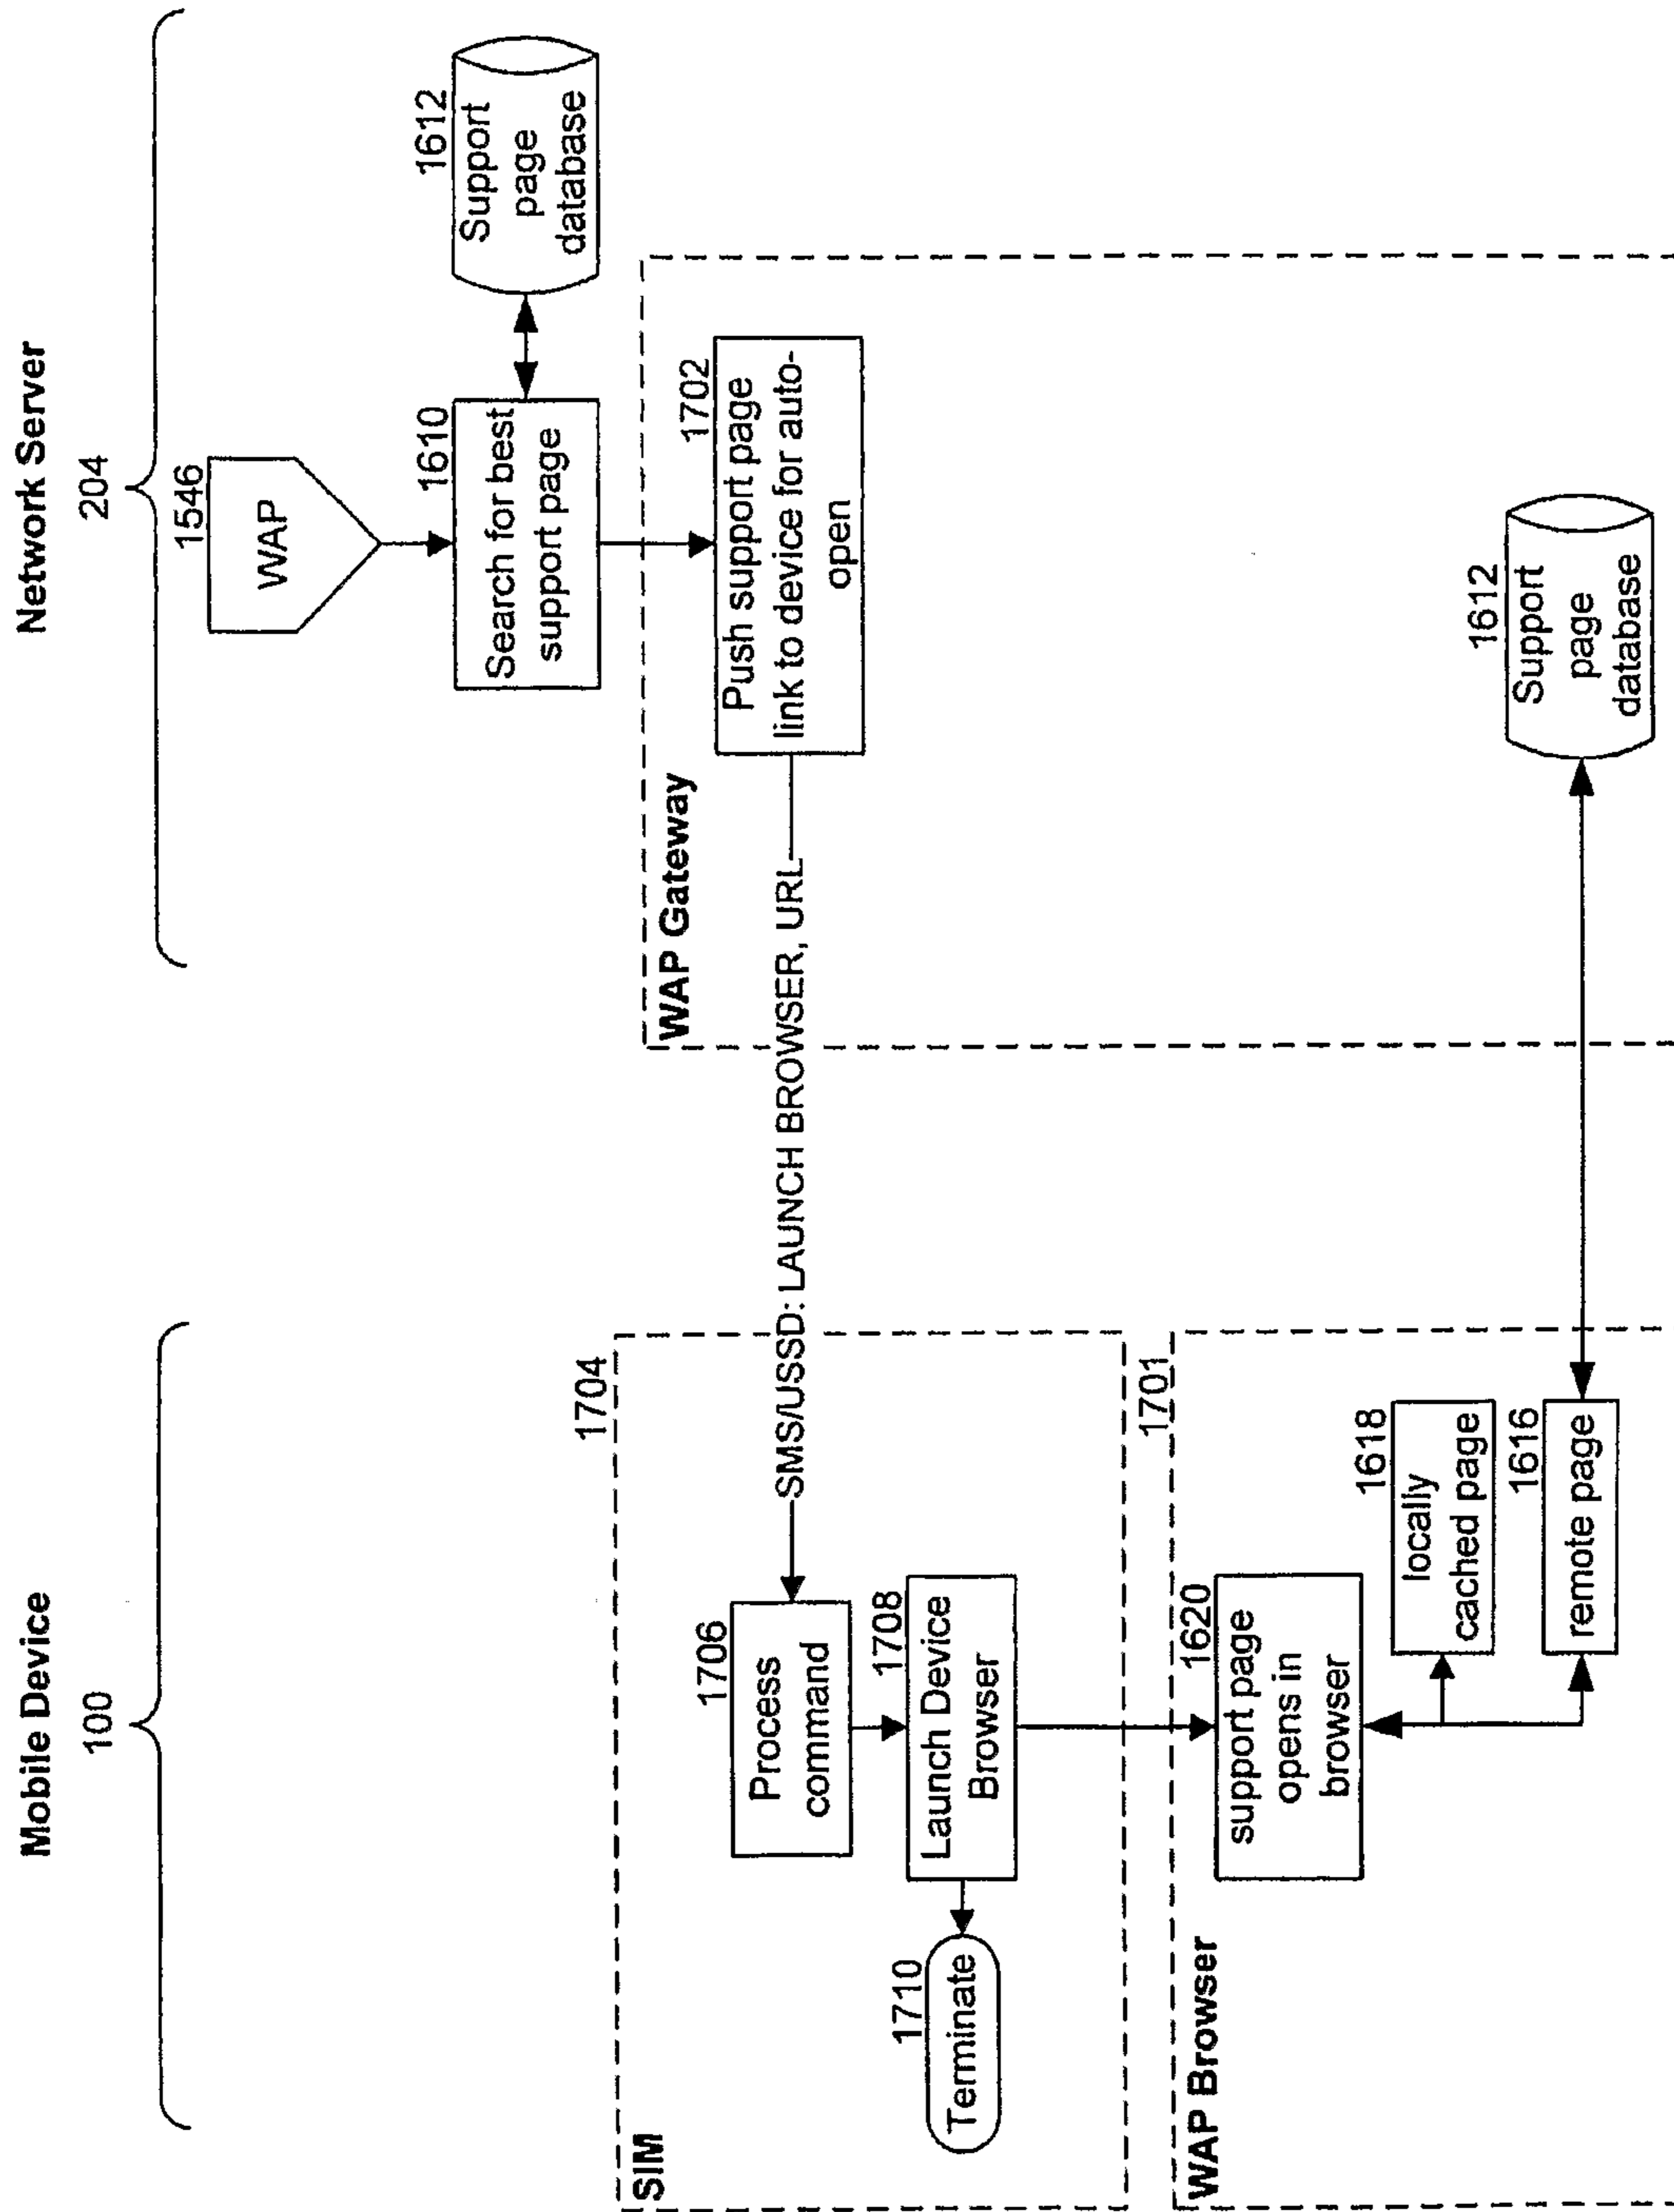 Mobile Device
100
Network Server
204
1546
WAP
1610
Search for best
support page
1612
Support
page
database
WAP Gateway
1702
Push support page
link to device for auto-
open
SMS/USSD: LAUNCH BROWSER, URL
SIM
1704
1706
Process
command
1708
Launch Device
Browser
1710
Terminate
WAP Browser
1701
1620
support page
opens in
browser
1618
locally
cached page
1616
remote page
1612
Support
page
database